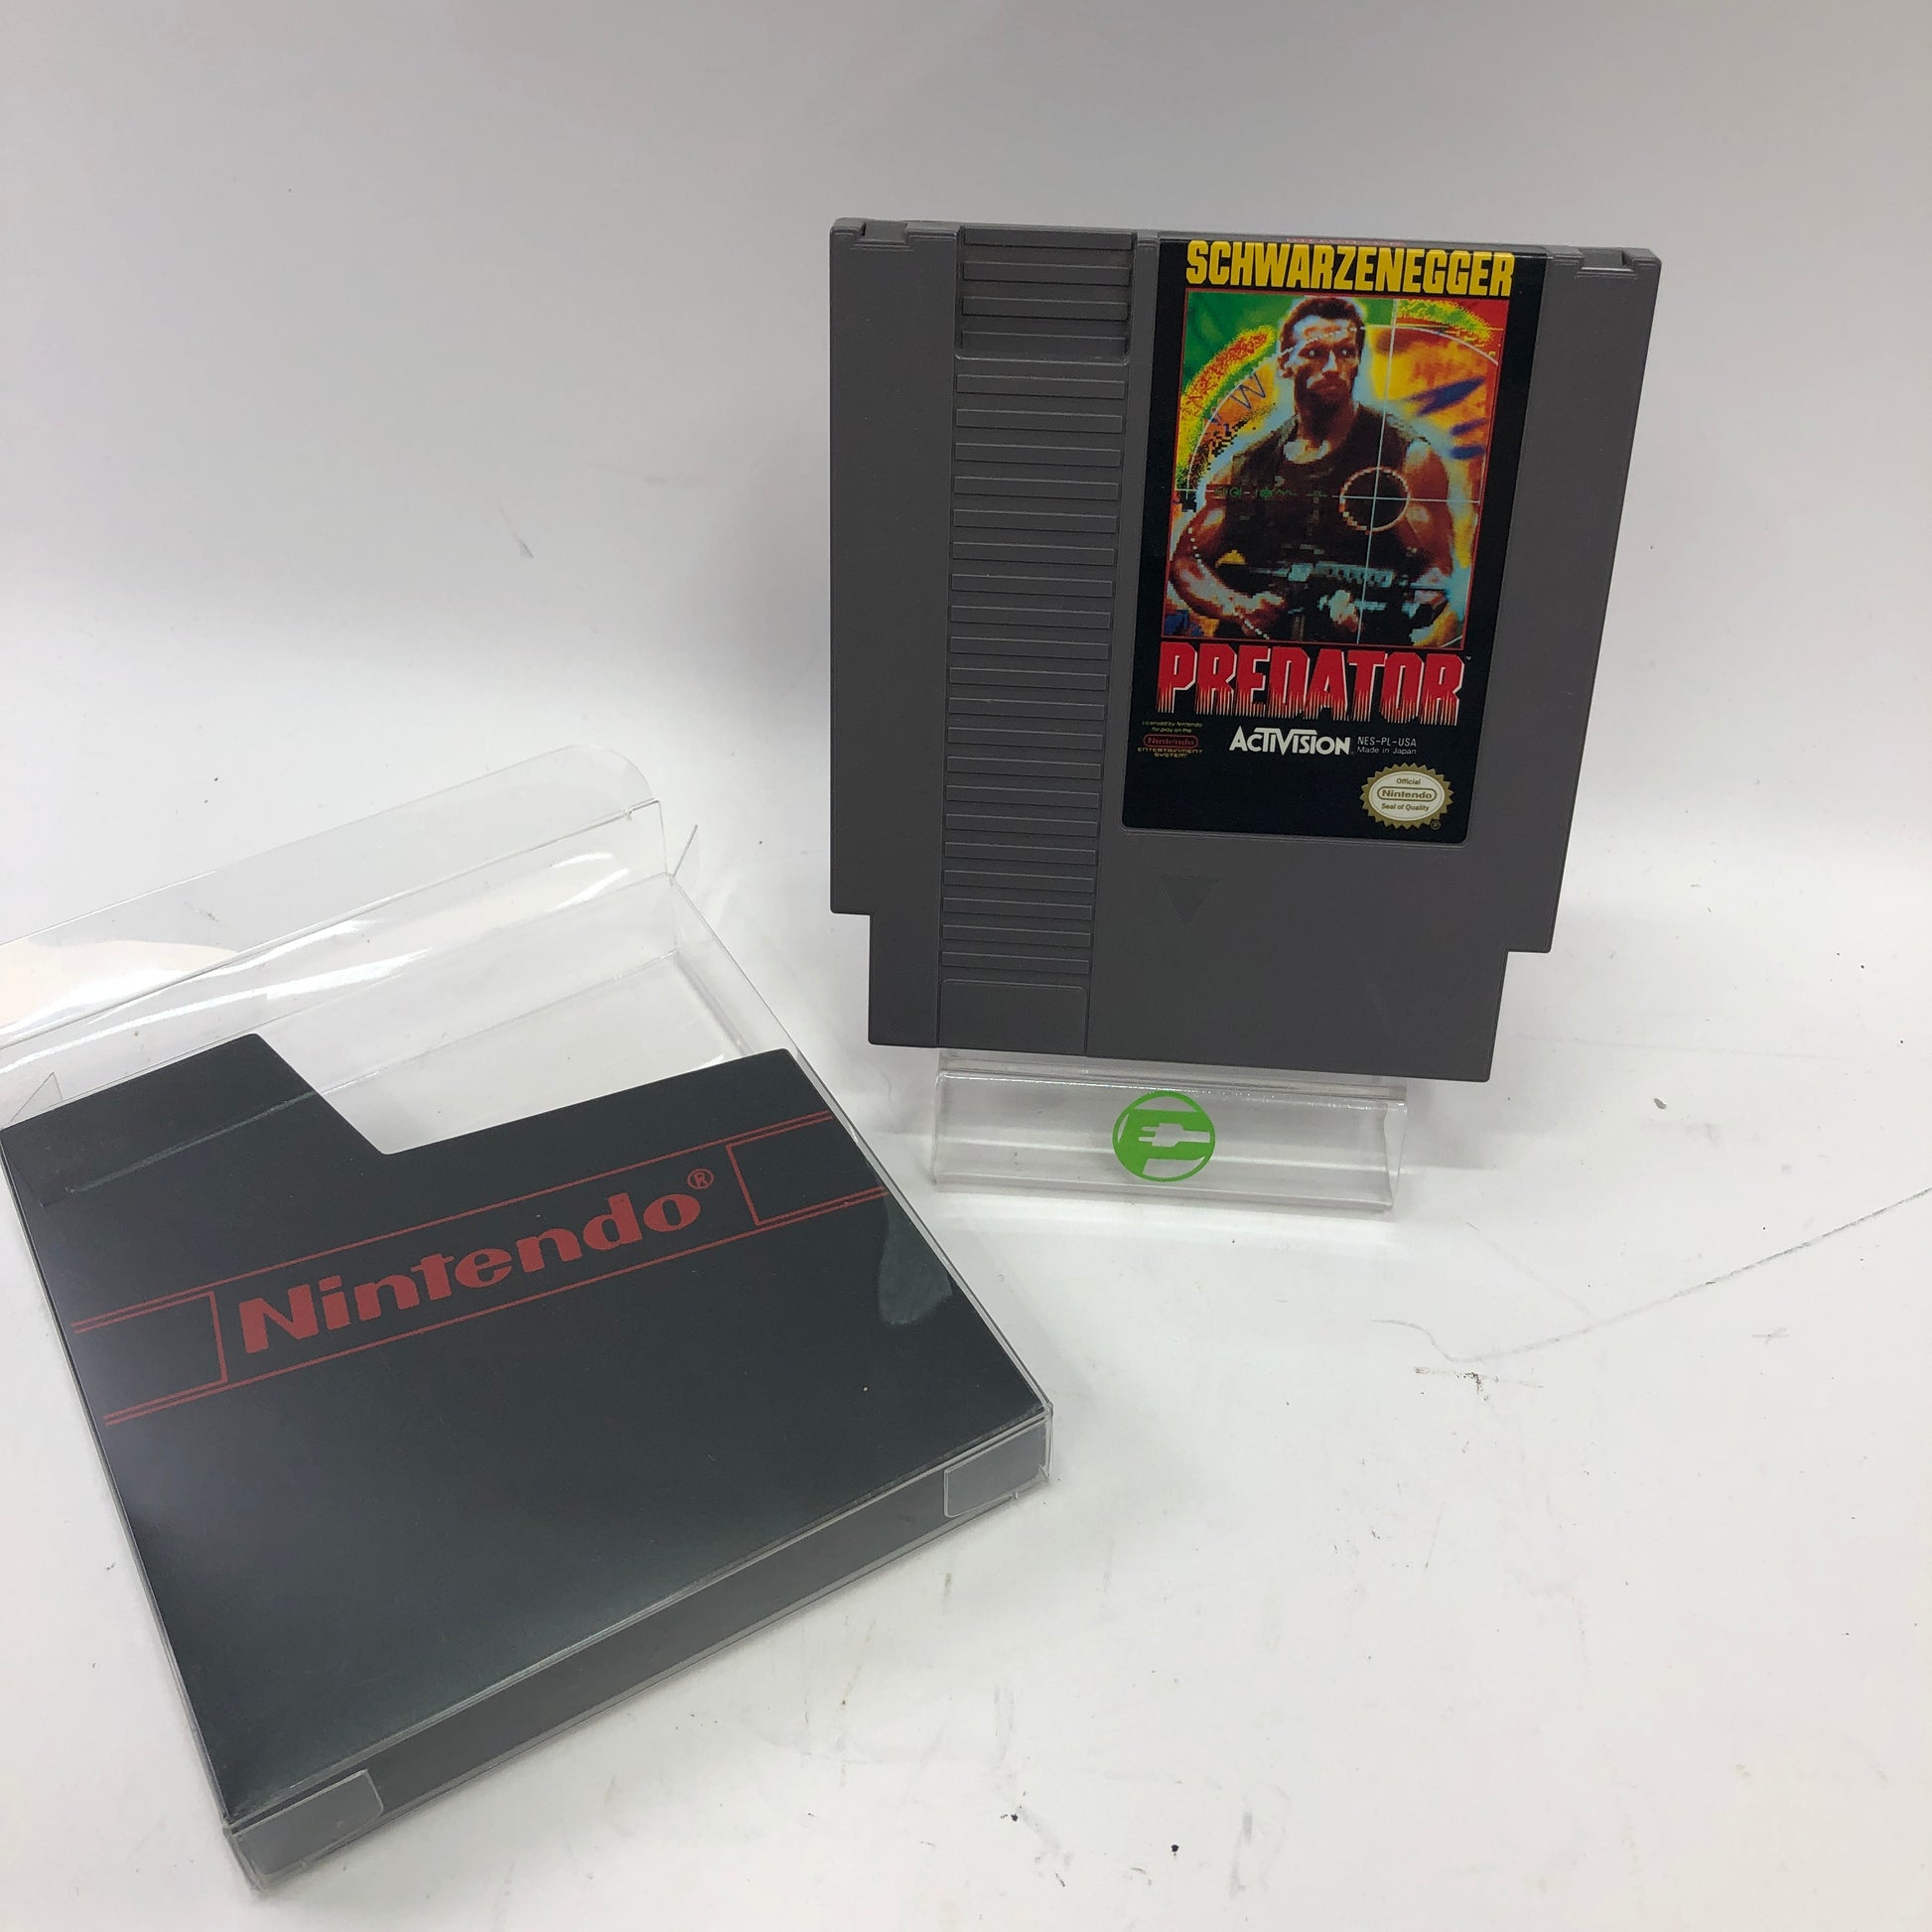 SCHWARZENEGGER
PREDATOR™
Licensed by Nintendo
for play on the
Nintendo
ENTERTAINMENT
SYSTEM®
ACTIVISION
NES-PL-USA
Made in Japan
Official
Nintendo
Seal of Quality
®
Nintendo®